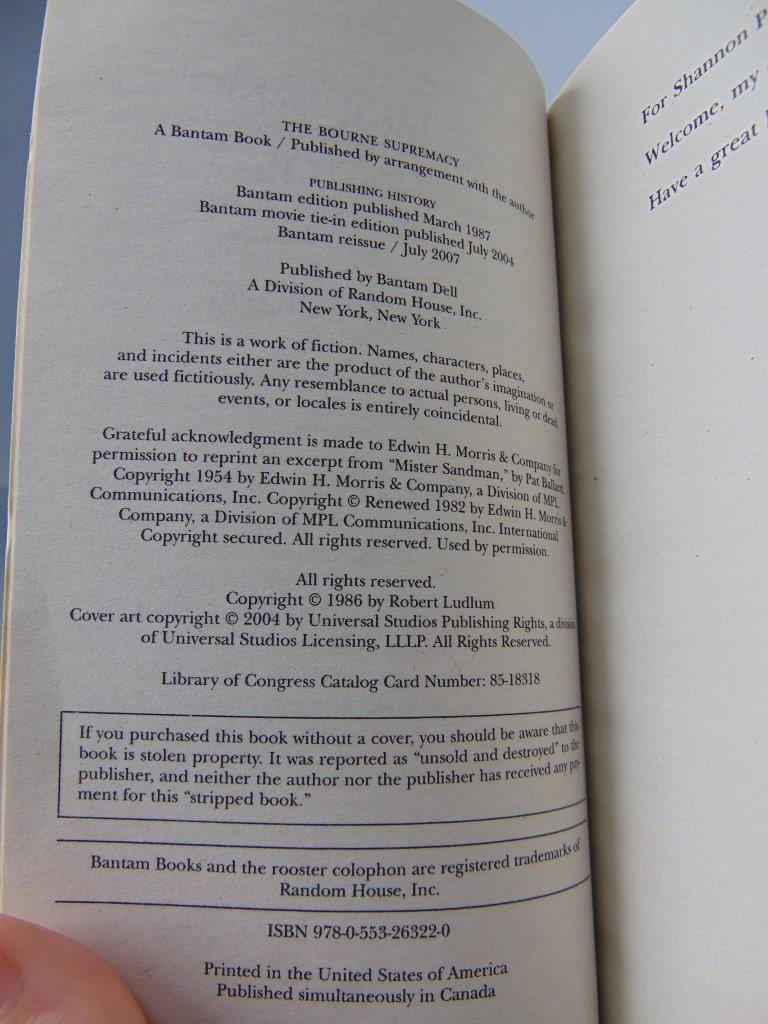 THE BOURNE SUPREMACY
A Bantam Book / Published by arrangement with the author
PUBLISHING HISTORY
Bantam edition published March 1987
Bantam movie tie-in edition published July 2004
Bantam reissue / July 2007
Published by Bantam Dell
A Division of Random House, Inc.
New York, New York
This is a work of fiction. Names, characters, places,
and incidents either are the product of the author's imagination or
are used fictitiously. Any resemblance to actual persons, living or dead,
events, or locales is entirely coincidental.
Grateful acknowledgment is made to Edwin H. Morris & Company for
permission to reprint an excerpt from “Mister Sandman,” by Pat Ballard.
Copyright 1954 by Edwin H. Morris & Company, a Division of MPL
Communications, Inc. Copyright © Renewed 1982 by Edwin H. Morris &
Company, a Division of MPL Communications, Inc. International
Copyright secured. All rights reserved. Used by permission.
All rights reserved.
Copyright © 1986 by Robert Ludlum
Cover art copyright © 2004 by Universal Studios Publishing Rights, a division
of Universal Studios Licensing, LLLP. All Rights Reserved.
Library of Congress Catalog Card Number: 85-18318
If you purchased this book without a cover, you should be aware that this
book is stolen property. It was reported as “unsold and destroyed” to the
publisher, and neither the author nor the publisher has received any pay-
ment for this “stripped book.”
Bantam Books and the rooster colophon are registered trademarks of
Random House, Inc.
ISBN 978-0-553-26322-0
Printed in the United States of America
Published simultaneously in Canada
For Shannon
Welcome, my
Have a great